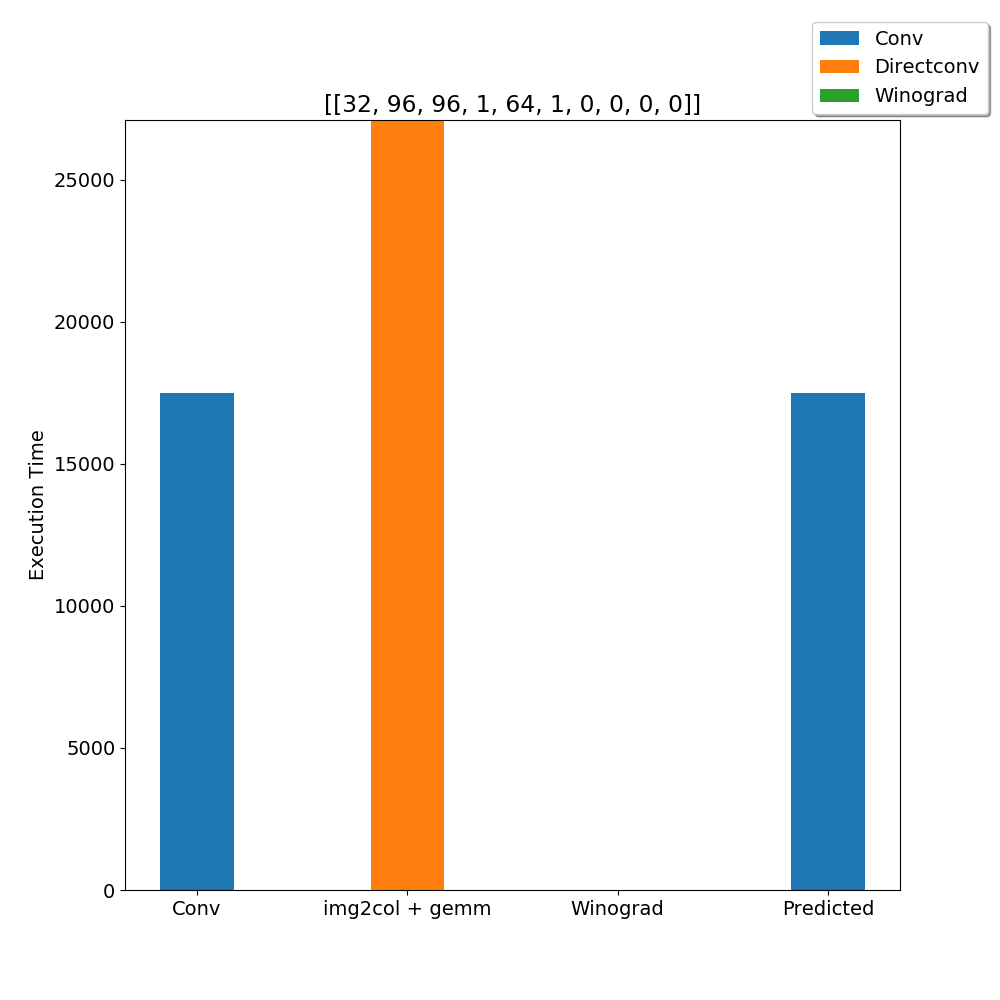 Conv
Directconv
Winograd
[[32, 96, 96, 1, 64, 1, 0, 0, 0, 0]]
25000
20000
15000
10000
5000
0
Execution Time
Conv
img2col + gemm
Winograd
Predicted